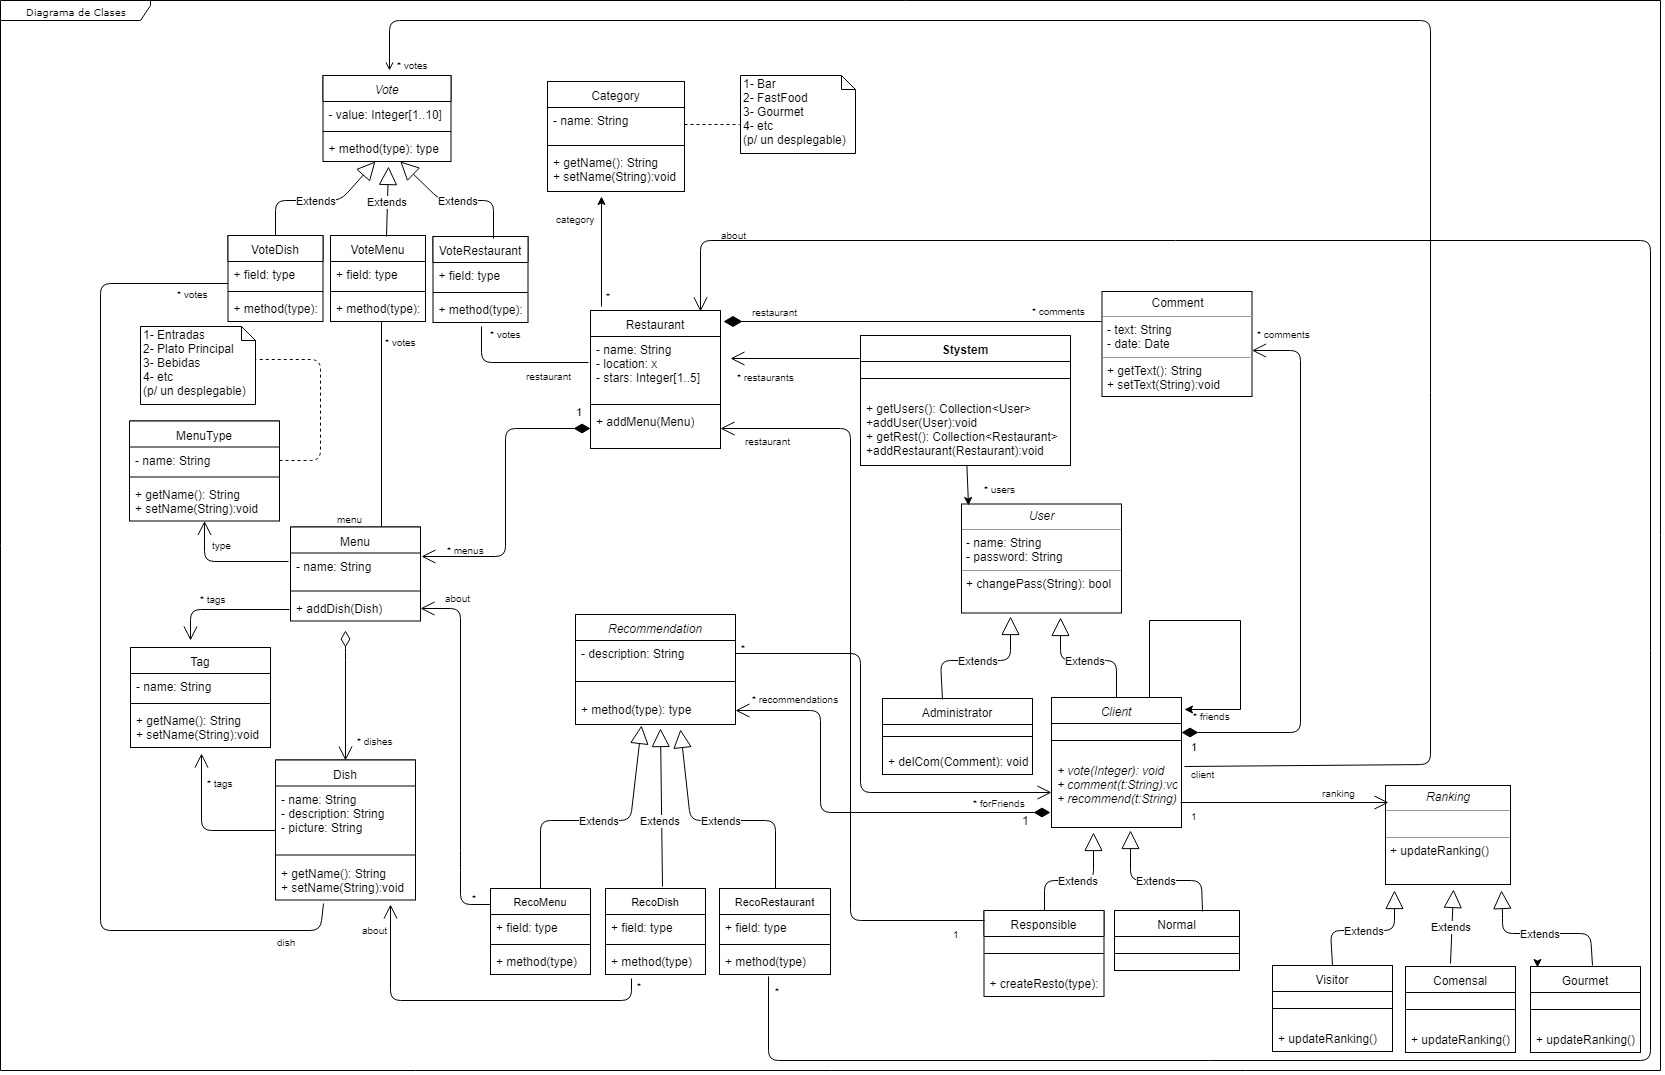 Diagrama de Clases
* votes
Vote
- value: Integer[1..10]
+ method(type): type
Extends
Extends
Extends
VoteDish
+ field: type
+ method(type):
VoteMenu
+ field: type
+ method(type):
VoteRestaurant
+ field: type
+ method(type):
* votes
* votes
* votes
Category
- name: String
+ getName(): String
+ setName(String):void
1- Bar
2- FastFood
3- Gourmet
4- etc
(p/ un desplegable)
category
*
about
Restaurant
- name: String
- location: x
- stars: Integer[1..5]
+ addMenu(Menu)
restaurant
1
restaurant
* comments
Comment
- text: String
- date: Date
+ getText(): String
+ setText(String):void
* comments
Stystem
+ getUsers(): Collection<User>
+addUser(User):void
+ getRest(): Collection<Restaurant>
+addRestaurant(Restaurant):void
* restaurants
restaurant
* users
1- Entradas
2- Plato Principal
3- Bebidas
4- etc
(p/ un desplegable)
MenuType
- name: String
+ getName(): String
+ setName(String):void
type
menu
Menu
- name: String
+ addDish(Dish)
* menus
about
* tags
Tag
- name: String
+ getName(): String
+ setName(String):void
* tags
* dishes
Dish
- name: String
- description: String
- picture: String
+ getName(): String
+ setName(String):void
dish
about
User
- name: String
- password: String
+ changePass(String): bool
Extends
Extends
Recommendation
- description: String
+ method(type): type
*
* recommendations
Administrator
+ delCom(Comment): void
Client
+ vote(Integer): void
+ comment(t:String):vc
+ recommend(t:String)
* friends
1
client
* forFriends
1
1
ranking
Ranking
+ updateRanking()
Extends
Extends
Extends
RecoMenu
+ field: type
+ method(type)
*
RecoDish
+ field: type
+ method(type)
*
RecoRestaurant
+ field: type
+ method(type)
*
Extends
Extends
Responsible
+ createResto(type):
1
Normal
Extends
Extends
Extends
Visitor
+ updateRanking()
Comensal
+ updateRanking()
Gourmet
+ updateRanking()